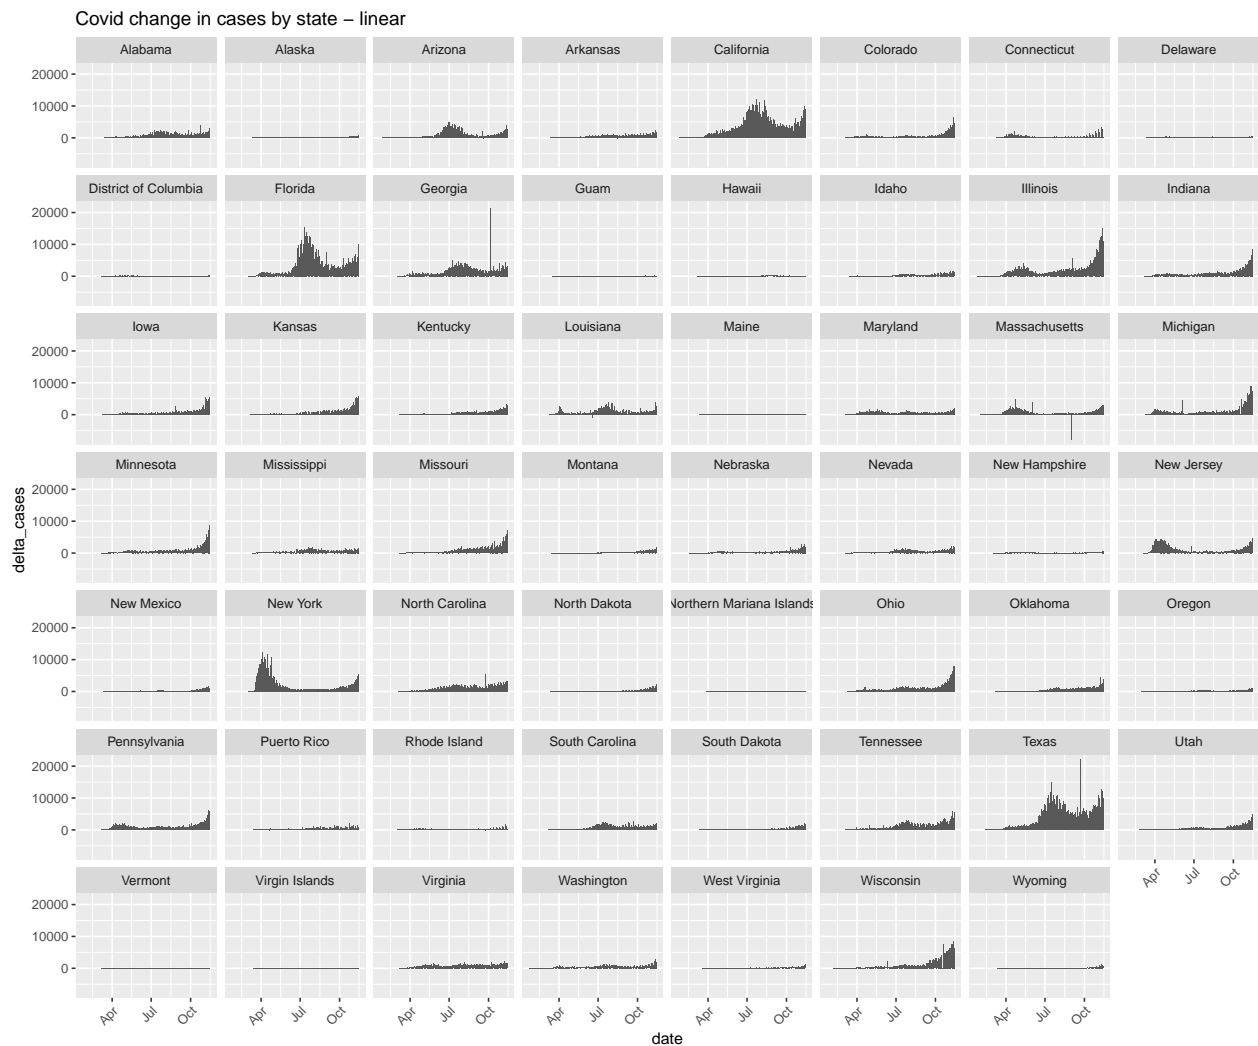 Covid change in cases by state – linear
Alabama Alaska Arizona Arkansas California Colorado Connecticut Delaware
20000
10000
0
District of Columbia Florida Georgia Guam Hawaii Idaho Illinois Indiana
20000
10000
0
Iowa Kansas Kentucky Louisiana Maine Maryland Massachusetts Michigan
20000
10000
0
Minnesota Mississippi Missouri Montana Nebraska Nevada New Hampshire New Jersey
20000
10000
0
delta_cases
New Mexico New York North Carolina North Dakota Northern Mariana Islands Ohio Oklahoma Oregon
20000
10000
0
Pennsylvania Puerto Rico Rhode Island South Carolina South Dakota Tennessee Texas Utah
20000
10000
0
Apr Jul Oct
Vermont Virgin Islands Virginia Washington West Virginia Wisconsin Wyoming
20000
10000
0
Apr Jul Oct Apr Jul Oct Apr Jul Oct Apr Jul Oct Apr Jul Oct Apr Jul Oct Apr Jul Oct
date